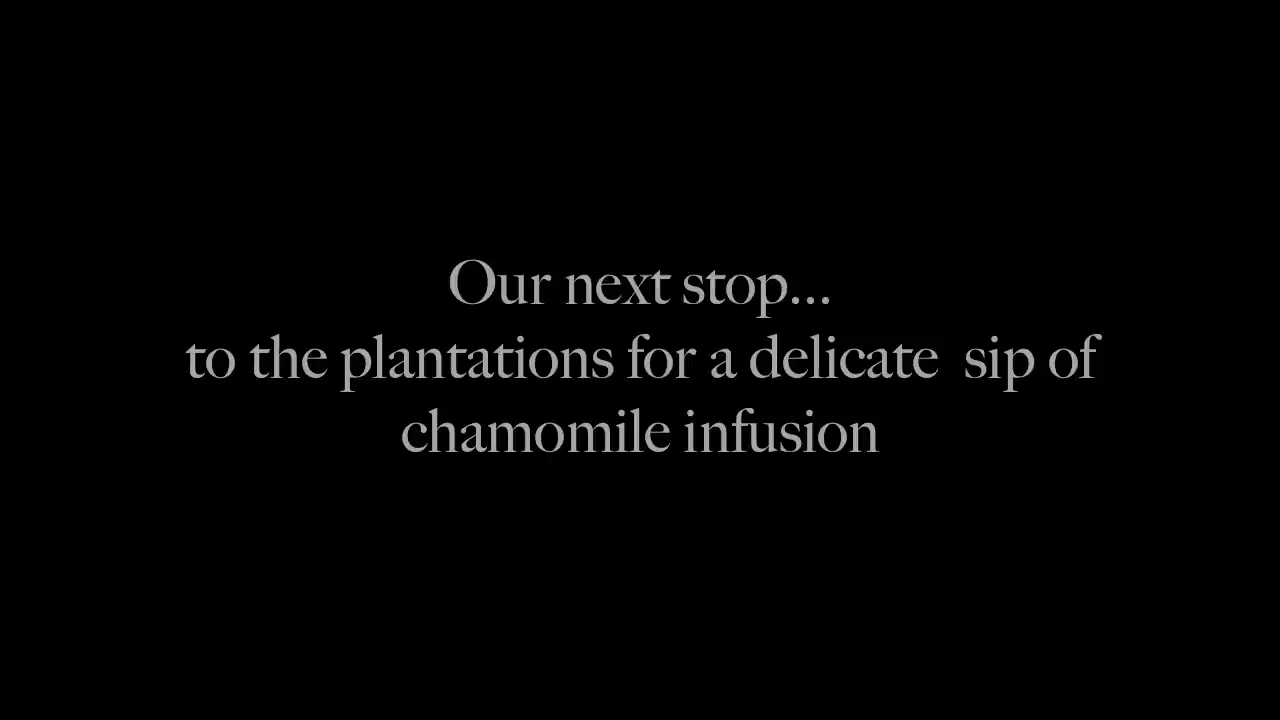 Our next stop...
to the plantations for a delicate  sip of
chamomile infusion